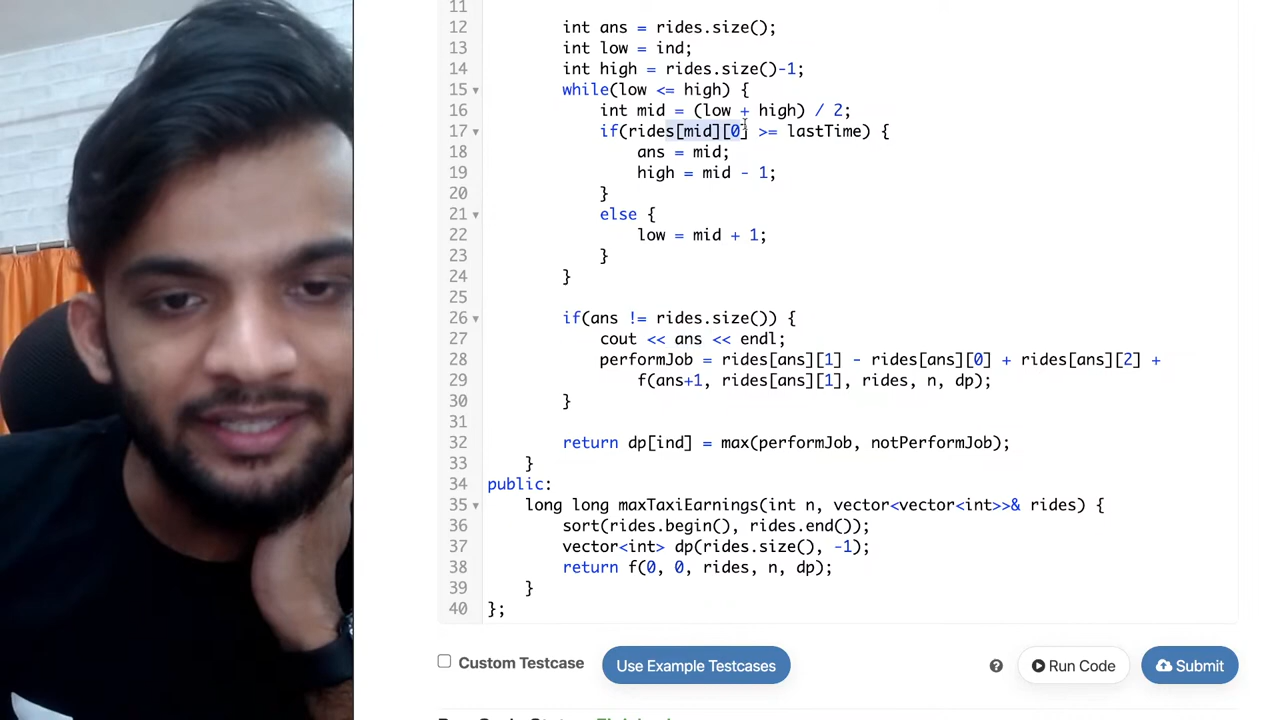 11
12 int ans = rides.size();
13 int low = ind;
14 int high = rides.size()-1;
15 while(low <= high) {
16 int mid = (low + high) / 2;
17 if(rides[mid][0] >= lastTime) {
18 ans = mid;
19 high = mid - 1;
20 }
21 else {
22 low = mid + 1;
23 }
24 }
25
26 if(ans != rides.size()) {
27 cout << ans << endl;
28 performJob = rides[ans][1] - rides[ans][0] + rides[ans][2] +
29 f(ans+1, rides[ans][1], rides, n, dp);
30 }
31
32 return dp[ind] = max(performJob, notPerformJob);
33 }
34 public:
35 long long maxTaxiEarnings(int n, vector<vector<int>>& rides) {
36 sort(rides.begin(), rides.end());
37 vector<int> dp(rides.size(), -1);
38 return f(0, 0, rides, n, dp);
39 }
40 };
Custom Testcase Use Example Testcases ? Run Code Submit